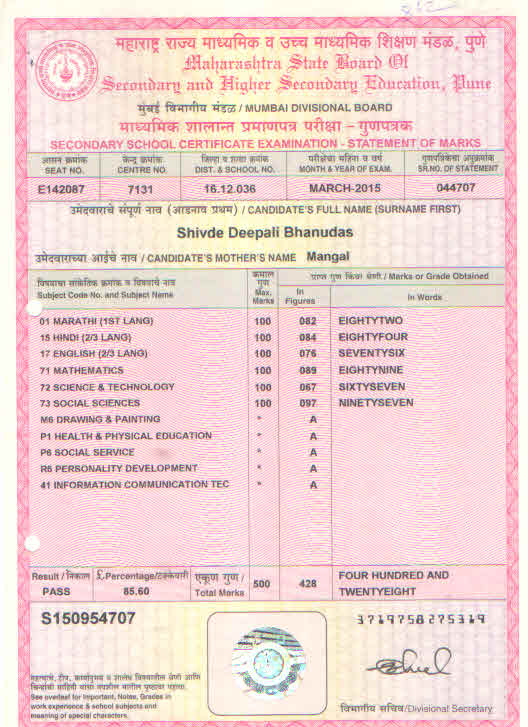 812
महाराष्ट्र राज्य माध्यमिक व उच्च माध्यमिक शिक्षण मंडळ, पुणे
Maharashtra State Board Of
Secondary and Higher Secondary Education, Pune
मुंबई विभागीय मंडळ / MUMBAI DIVISIONAL BOARD
माध्यमिक शालान्त प्रमाणपत्र परीक्षा – गुणपत्रक
SECONDARY SCHOOL CERTIFICATE EXAMINATION - STATEMENT OF MARKS
आसन क्रमांक केन्द्र क्रमांक जिल्हा व शाळा क्रमांक परीक्षेचा महिना व वर्ष गुणपत्रिकेचा अनुक्रमांक
SEAT NO. CENTRE NO. DIST. & SCHOOL NO. MONTH & YEAR OF EXAM. SR.NO. OF STATEMENT
E142087 7131 16.12.036 MARCH-2015 044707
उमेदवाराचे संपूर्ण नाव (आडनाव प्रथम) / CANDIDATE'S FULL NAME (SURNAME FIRST)
Shivde Deepali Bhanudas
उमेदवाराच्या आईचे नाव / CANDIDATE'S MOTHER'S NAME Mangal
विषयाचा सांकेतिक क्रमांक व विषयाचे नाव
Subject Code No. and Subject Name
कमाल
गुण
Max.
Marks
प्राप्त गुण किंवा श्रेणी / Marks or Grade Obtained
In
Figures
In Words
01 MARATHI (1ST LANG) 100 082 EIGHTYTWO
15 HINDI (2/3 LANG) 100 084 EIGHTYFOUR
17 ENGLISH (2/3 LANG) 100 076 SEVENTYSIX
71 MATHEMATICS 100 089 EIGHTYNINE
72 SCIENCE & TECHNOLOGY 100 067 SIXTYSEVEN
73 SOCIAL SCIENCES 100 097 NINETYSEVEN
M6 DRAWING & PAINTING * A
P1 HEALTH & PHYSICAL EDUCATION * A
P6 SOCIAL SERVICE * A
R6 PERSONALITY DEVELOPMENT * A
41 INFORMATION COMMUNICATION TEC * A
Result / निकाल Percentage/टक्केवारी एकूण गुण /
PASS 85.60 Total Marks 500 428 FOUR HUNDRED AND
TWENTYEIGHT
S150954707
3719758275319
See overleaf for Important, Notes, Grades in
work experience & school subjects and
meaning of special characters.
विभागीय सचिव/Divisional Secretary